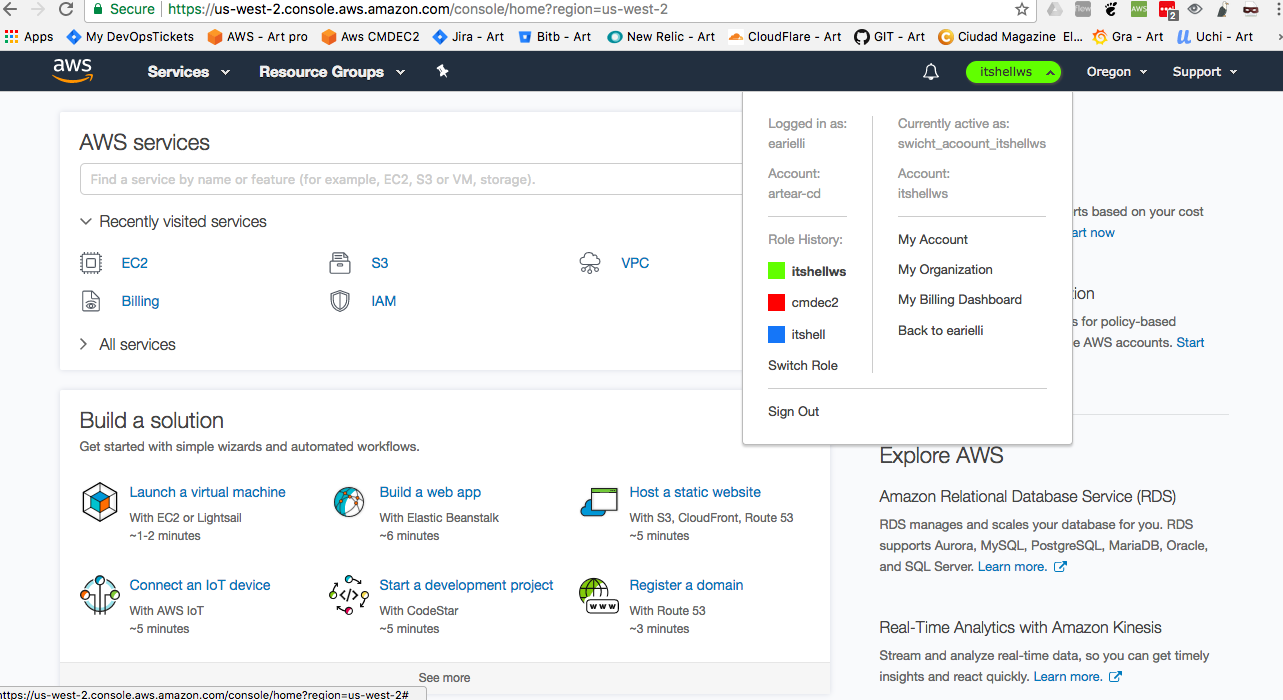 Secure https://us-west-2.console.aws.amazon.com/console/home?region=us-west-2
AWS 2
Apps My DevOpsTickets AWS - Art pro Aws CMDEC2 Jira - Art Bitb - Art New Relic - Art CloudFlare - Art GIT - Art Ciudad Magazine El... Gra - Art Uchi - Art
aws Services Resource Groups itshellws Oregon Support
AWS services
Find a service by name or feature (for example, EC2, S3 or VM, storage).
Recently visited services
EC2 S3 VPC
Billing IAM
All services
Logged in as:
earielli
Account:
artear-cd
Role History:
itshellws
cmdec2
itshell
Switch Role
Currently active as:
swicht_acoount_itshellws
Account:
itshellws
My Account
My Organization
My Billing Dashboard
Back to earielli
Sign Out
rts based on your cost
art now
ion
s for policy-based
e AWS accounts. Start
Build a solution
Get started with simple wizards and automated workflows.
Launch a virtual machine
With EC2 or Lightsail
~1-2 minutes
Build a web app
With Elastic Beanstalk
~6 minutes
Host a static website
With S3, CloudFront, Route 53
~5 minutes
Connect an IoT device
With AWS IoT
~5 minutes
Start a development project
With CodeStar
~5 minutes
www
Register a domain
With Route 53
~3 minutes
See more
Explore AWS
Amazon Relational Database Service (RDS)
RDS manages and scales your database for you. RDS
supports Aurora, MySQL, PostgreSQL, MariaDB, Oracle,
and SQL Server. Learn more.
Real-Time Analytics with Amazon Kinesis
Stream and analyze real-time data, so you can get timely
insights and react quickly. Learn more.
https://us-west-2.console.aws.amazon.com/console/home?region=us-west-2#